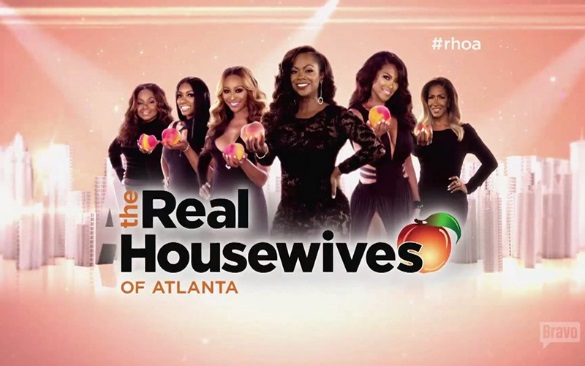 #rhoa
the Real
Housewives
OF ATLANTA
Bravo